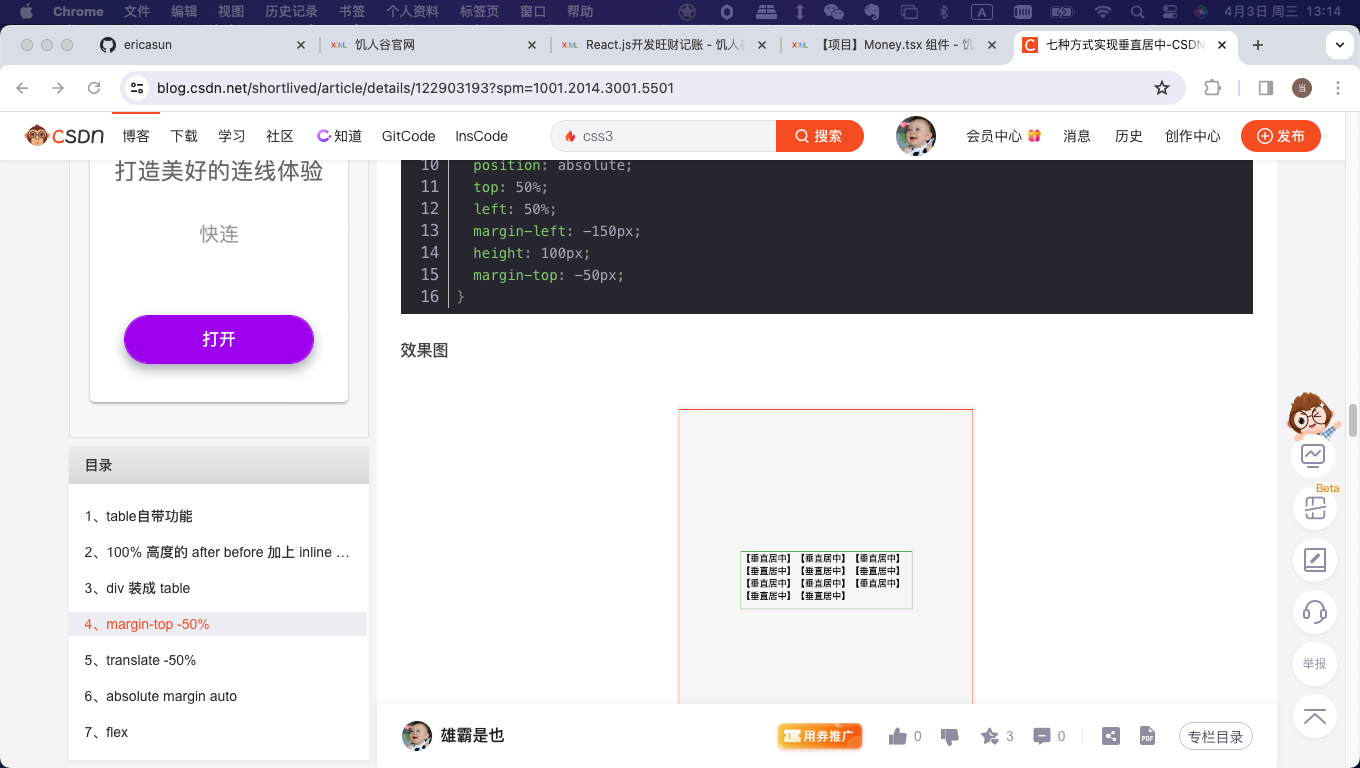 Chrome 文件 编辑 视图 历史记录 书签 个人资料 标签页 窗口 帮助 A 4月3日 周三 13:14
ericasun XML 饥人谷官网 XML React.js开发旺财记账 - 饥人谷 XML 【项目】Money.tsx 组件 - 饥 C 七种方式实现垂直居中-CSDN
blog.csdn.net/shortlived/article/details/122903193?spm=1001.2014.3001.5501 当
CSDN 博客 下载 学习 社区 知道 GitCode InsCode css3 搜索 会员中心 消息 历史 创作中心 发布
打造美好的连线体验
快连
打开
目录
1、table自带功能
2、100% 高度的 after before 加上 inline …
3、div 装成 table
4、margin-top -50%
5、translate -50%
6、absolute margin auto
7、flex
10 position: absolute;
11 top: 50%;
12 left: 50%;
13 margin-left: -150px;
14 height: 100px;
15 margin-top: -50px;
16 }
效果图
【垂直居中】【垂直居中】【垂直居中】
【垂直居中】【垂直居中】【垂直居中】
【垂直居中】【垂直居中】【垂直居中】
【垂直居中】【垂直居中】
雄霸是也 用券推广 0 3 0 PDF 专栏目录
Beta
举报